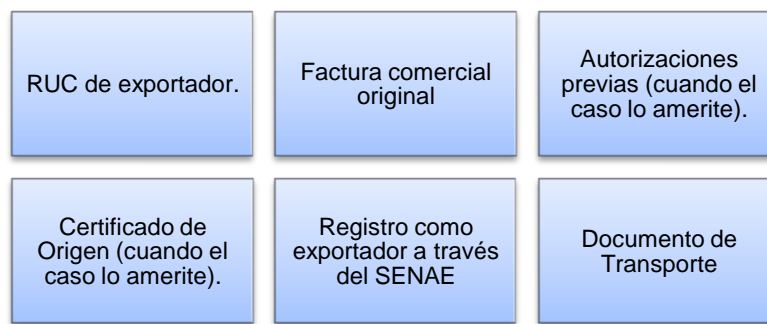 RUC de exportador.
Factura comercial
original
Autorizaciones
previas (cuando el
caso lo amerite).
Certificado de
Origen (cuando el
caso lo amerite).
Registro como
exportador a través
del SENAE
Documento de
Transporte